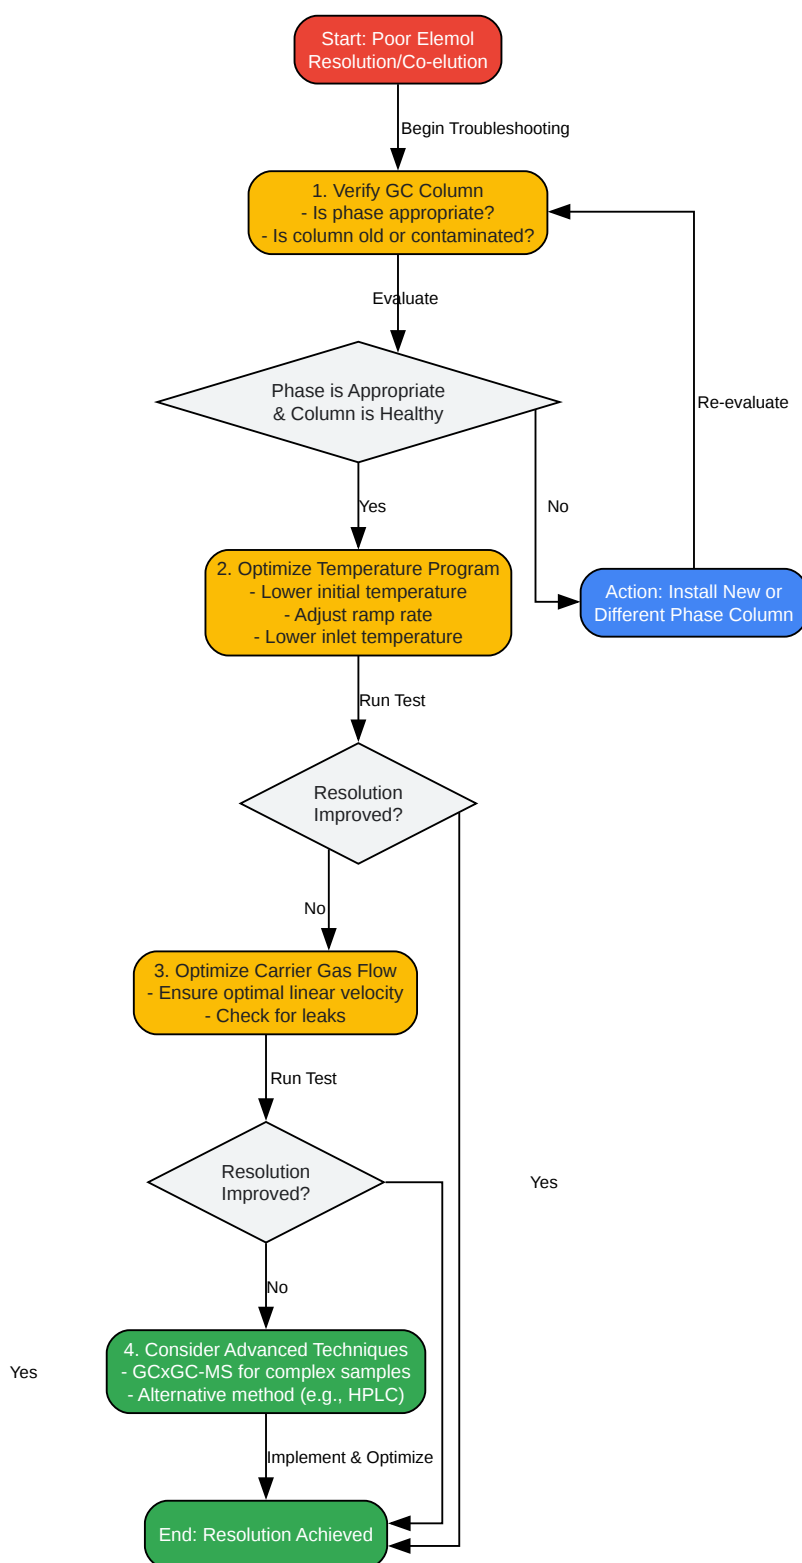 Start: Poor Elemol
Resolution/Co-elution
Begin Troubleshooting
1. Verify GC Column
- Is phase appropriate?
- Is column old or contaminated?
Evaluate
Phase is Appropriate
& Column is Healthy
Re-evaluate
Yes
No
2. Optimize Temperature Program
- Lower initial temperature
- Adjust ramp rate
- Lower inlet temperature
Action: Install New or
Different Phase Column
Run Test
Resolution
Improved?
No
3. Optimize Carrier Gas Flow
- Ensure optimal linear velocity
- Check for leaks
Run Test
Resolution
Improved?
Yes
No
4. Consider Advanced Techniques
- GCxGC-MS for complex samples
- Alternative method (e.g., HPLC)
Yes
Implement & Optimize
End: Resolution Achieved